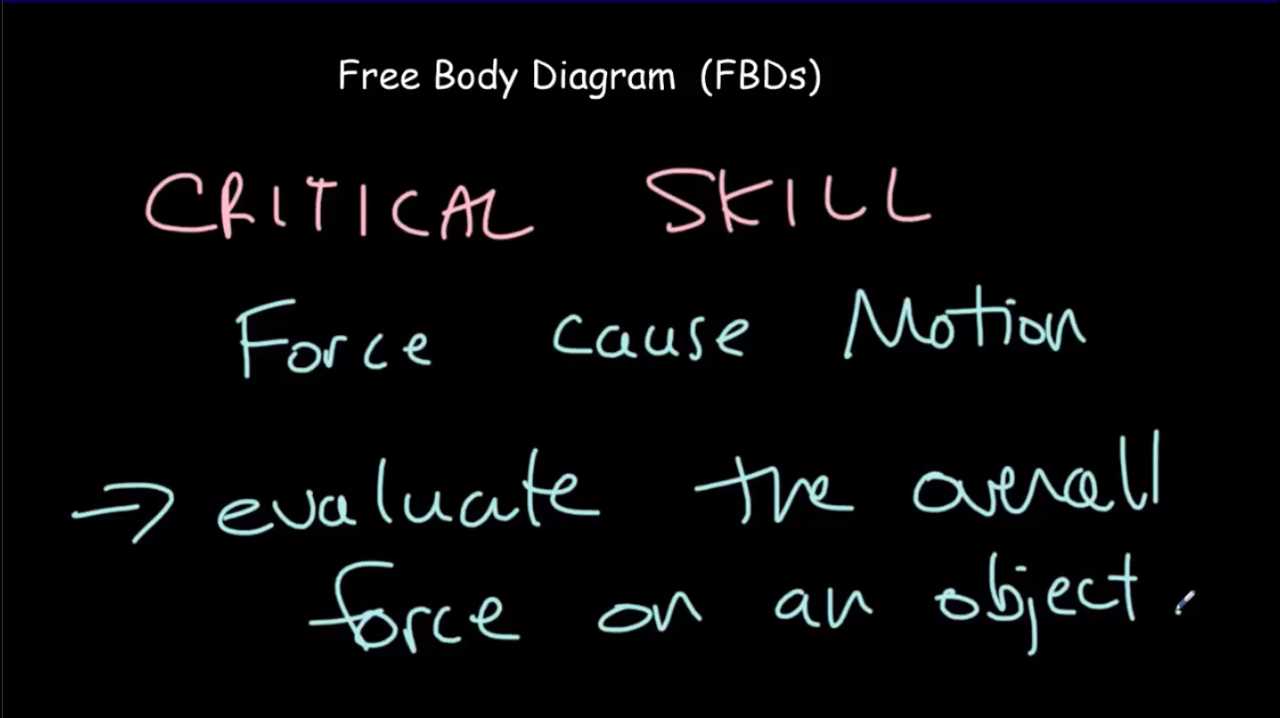 Free Body Diagram (FBDs)
CRITICAL SKILL
Force cause Motion
→ evaluate the overall
force on an object.